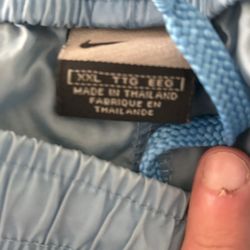 XXL TTG EEG
MADE IN THAILAND
FABRIQUE EN
THAILANDE